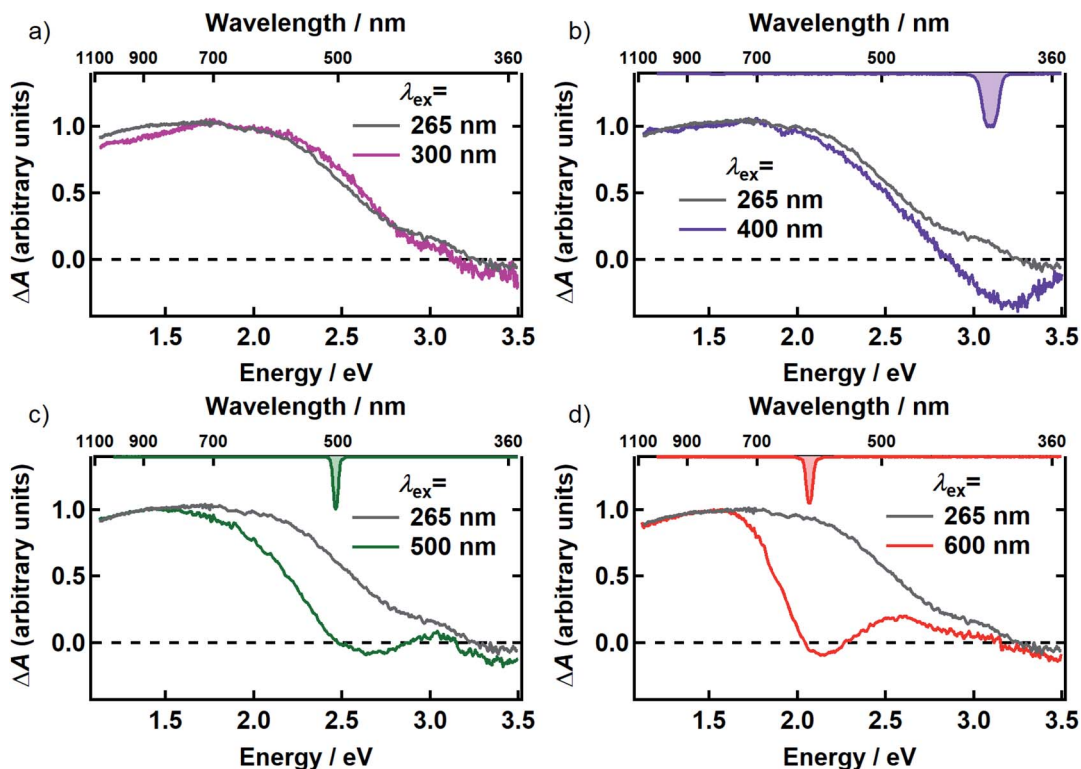 a)
Wavelength / nm
1100 900 700 500 360
λex=
265 nm
300 nm
ΔA (arbitrary units)
1.0
0.5
0.0
1.5 2.0 2.5 3.0 3.5
Energy / eV
b)
Wavelength / nm
1100 900 700 500 360
λex=
265 nm
400 nm
ΔA (arbitrary units)
1.0
0.5
0.0
1.5 2.0 2.5 3.0 3.5
Energy / eV
c)
Wavelength / nm
1100 900 700 500 360
λex=
265 nm
500 nm
ΔA (arbitrary units)
1.0
0.5
0.0
1.5 2.0 2.5 3.0 3.5
Energy / eV
d)
Wavelength / nm
1100 900 700 500 360
λex=
265 nm
600 nm
ΔA (arbitrary units)
1.0
0.5
0.0
1.5 2.0 2.5 3.0 3.5
Energy / eV